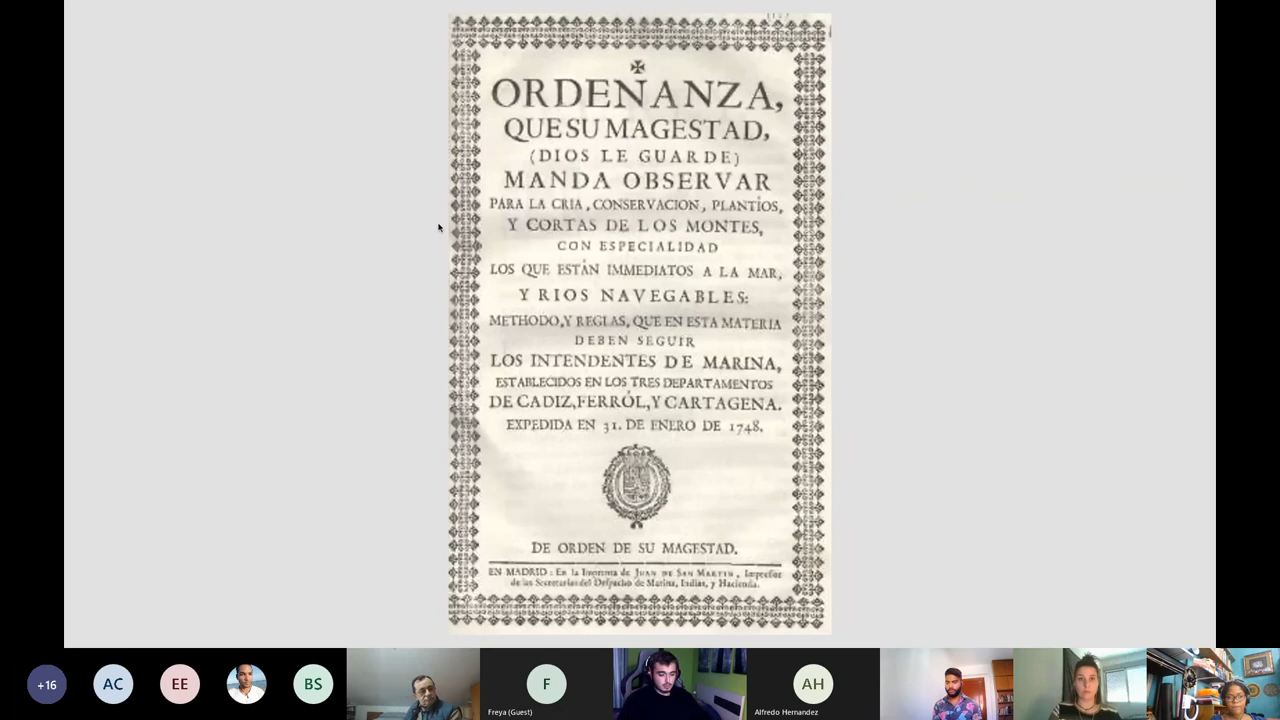 ORDENANZA,
QUE SU MAGESTAD,
(DIOS LE GUARDE)
MANDA OBSERVAR
PARA LA CRIA, CONSERVACION, PLANTÍOS,
Y CORTAS DE LOS MONTES,
CON ESPECIALIDAD
LOS QUE ESTÀN IMMEDIATOS A LA MAR,
Y RIOS NAVEGABLES:
METHODO, Y REGLAS, QUE EN ESTA MATERIA
DEBEN SEGUIR
LOS INTENDENTES DE MARINA,
ESTABLECIDOS EN LOS TRES DEPARTAMENTOS
DE CADIZ, FERRÓL, Y CARTAGENA.
EXPEDIDA EN 31. DE ENERO DE 1748.
DE ORDEN DE SU MAGESTAD.
EN MADRID: En la Imprenta de JUAN DE SAN MARTIN, Impressor
de las Secretarías del Despacho de Marina, Indias, y Hacienda.
+16
AC
EE
BS
F
Freya (Guest)
AH
Alfredo Hernandez